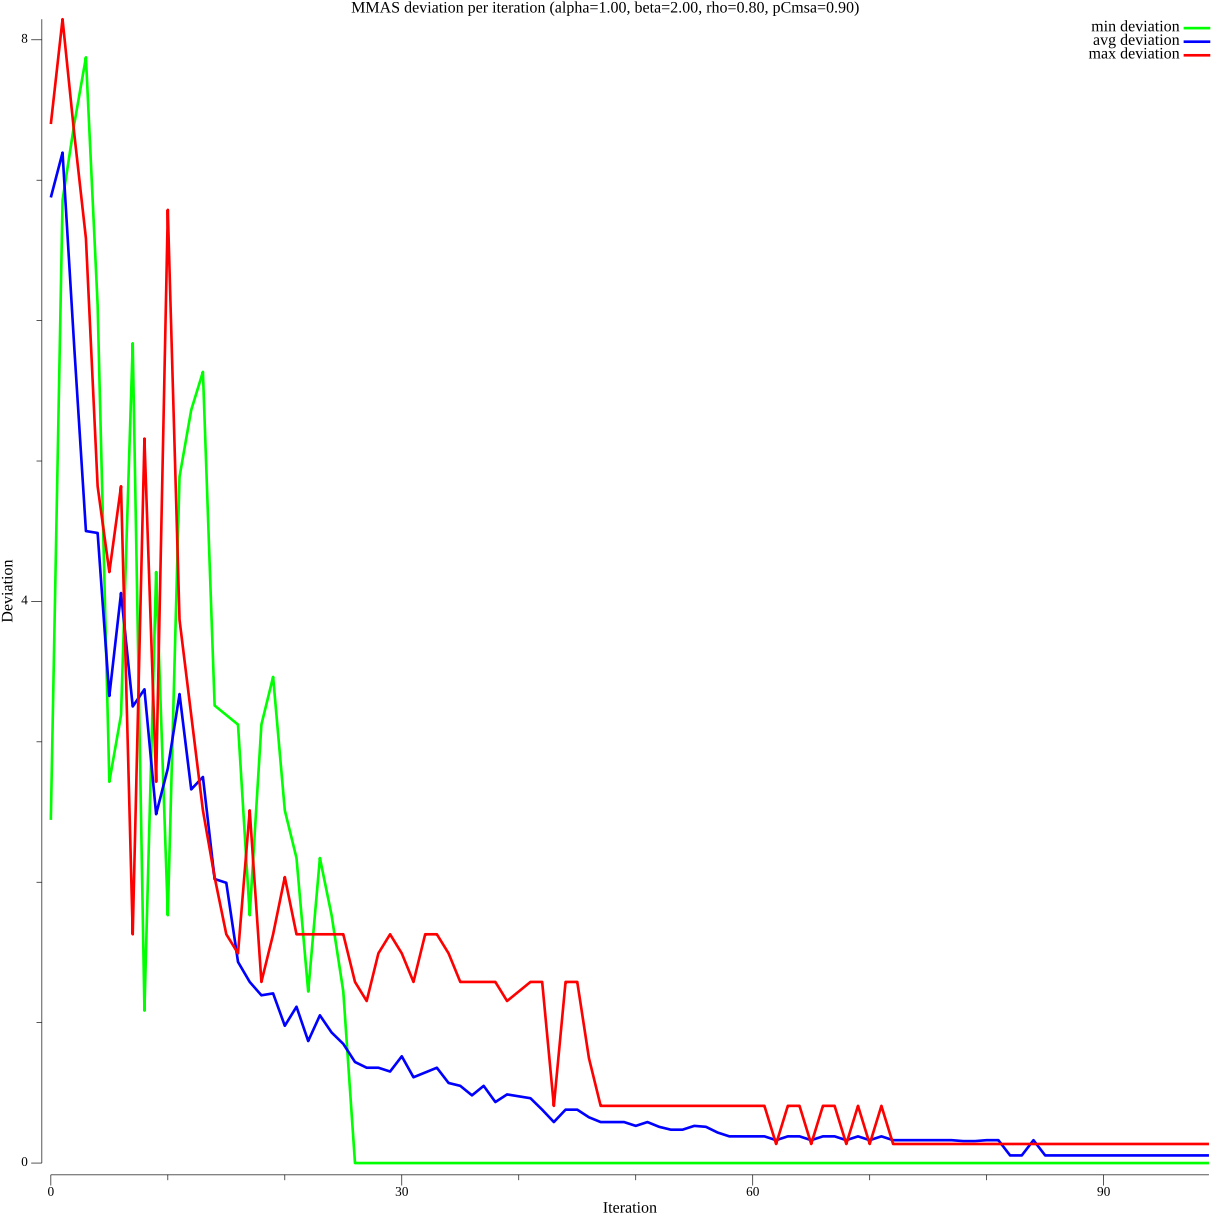 MMAS deviation per iteration (alpha=1.00, beta=2.00, rho=0.80, pCmsa=0.90)
min deviation
avg deviation
max deviation
8
4
0
Deviation
0
30
60
90
Iteration